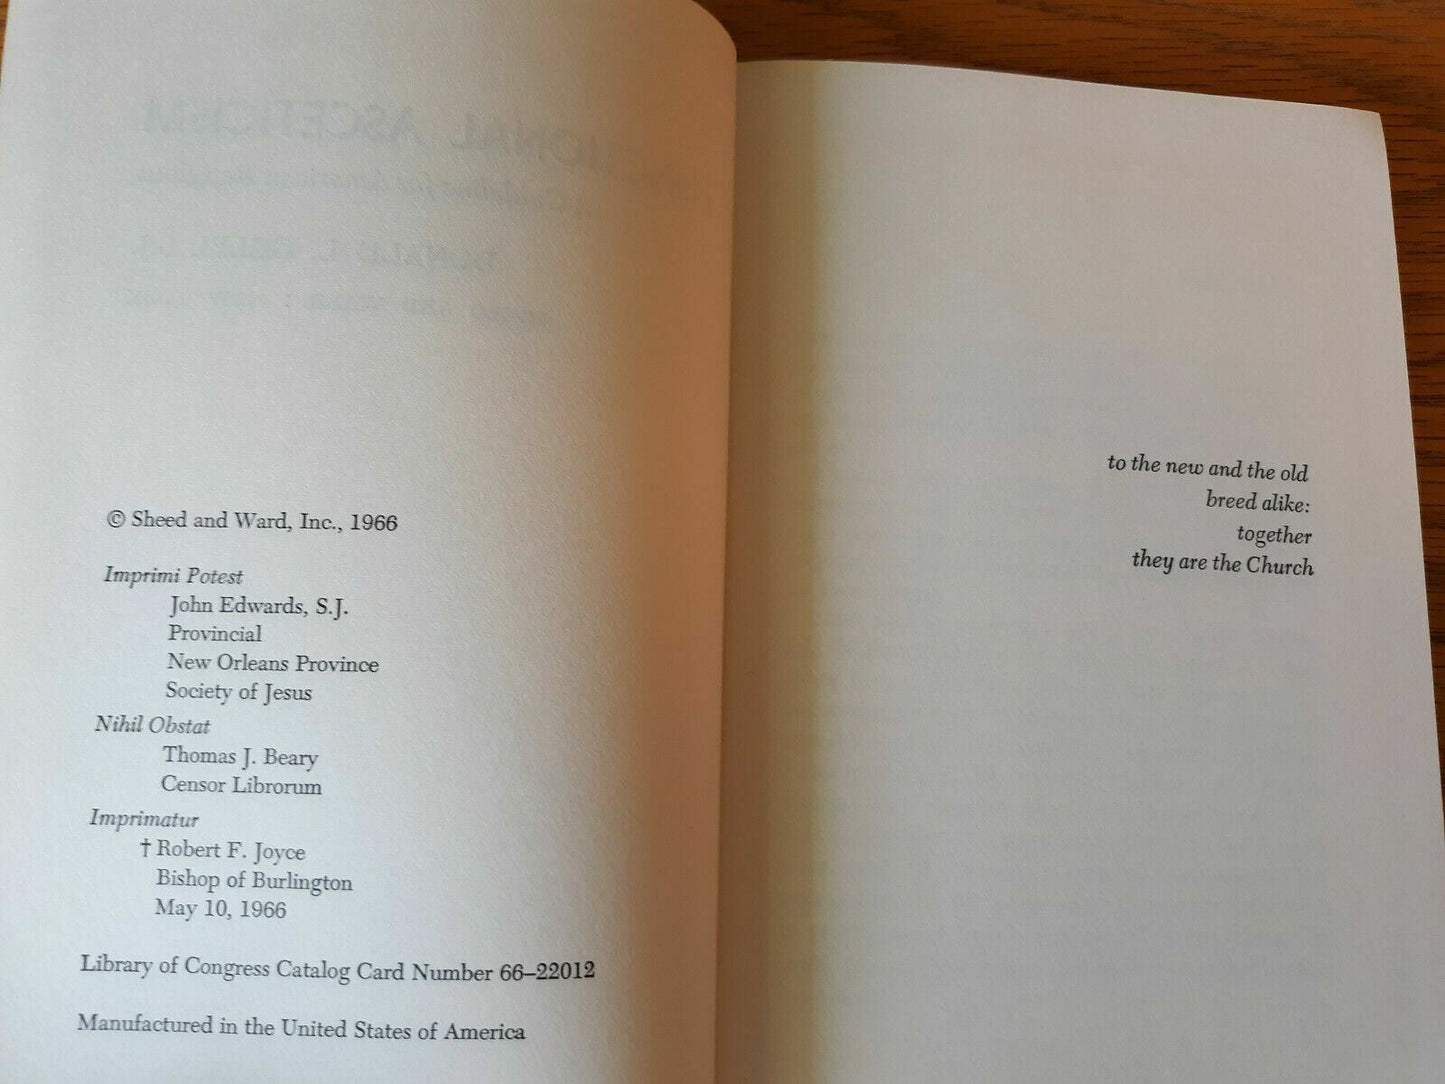 © Sheed and Ward, Inc., 1966
Imprimi Potest
John Edwards, S.J.
Provincial
New Orleans Province
Society of Jesus
Nihil Obstat
Thomas J. Beary
Censor Librorum
Imprimatur
† Robert F. Joyce
Bishop of Burlington
May 10, 1966
Library of Congress Catalog Card Number 66–22012
Manufactured in the United States of America
to the new and the old
breed alike:
together
they are the Church